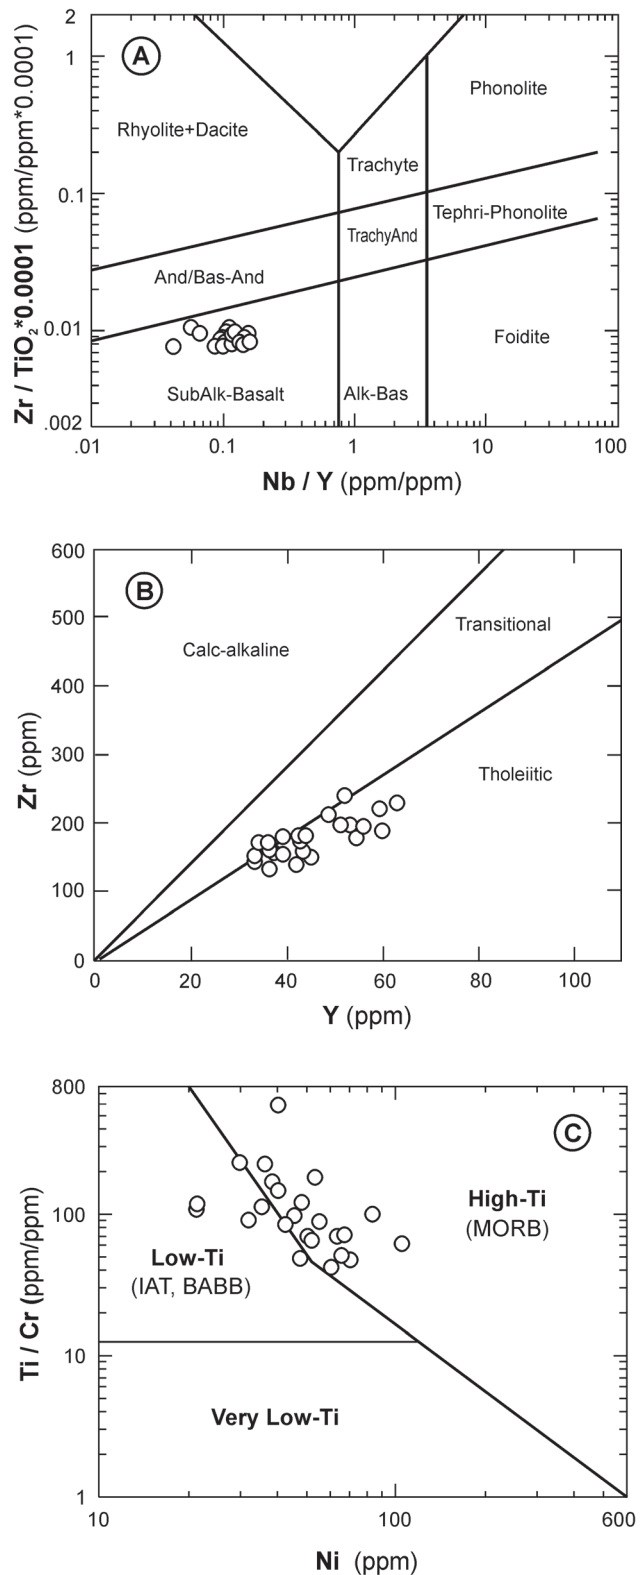 2
A
1
Phonolite
Rhyolite+Dacite
Trachyte
0.1
Tephri-Phonolite
TrachyAnd
And/Bas-And
0.01
Foidite
SubAlk-Basalt
Alk-Bas
.002
.01
0.1
1
10
100
Zr / TiO₂*0.0001 (ppm/ppm*0.0001)
Nb / Y (ppm/ppm)
600
B
500
Transitional
Calc-alkaline
400
300
Tholeiitic
200
100
0
0
20
40
60
80
100
Zr (ppm)
Y (ppm)
800
C
High-Ti
(MORB)
100
Low-Ti
(IAT, BABB)
10
Very Low-Ti
1
10
100
600
Ti / Cr (ppm/ppm)
Ni (ppm)